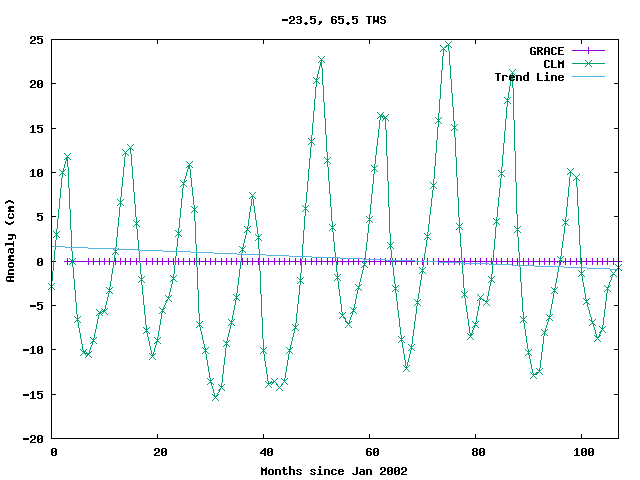 -23.5, 65.5 TWS
GRACE
CLM
Trend Line
25
20
15
10
5
0
-5
-10
-15
-20
Anomaly (cm)
0 20 40 60 80 100
Months since Jan 2002